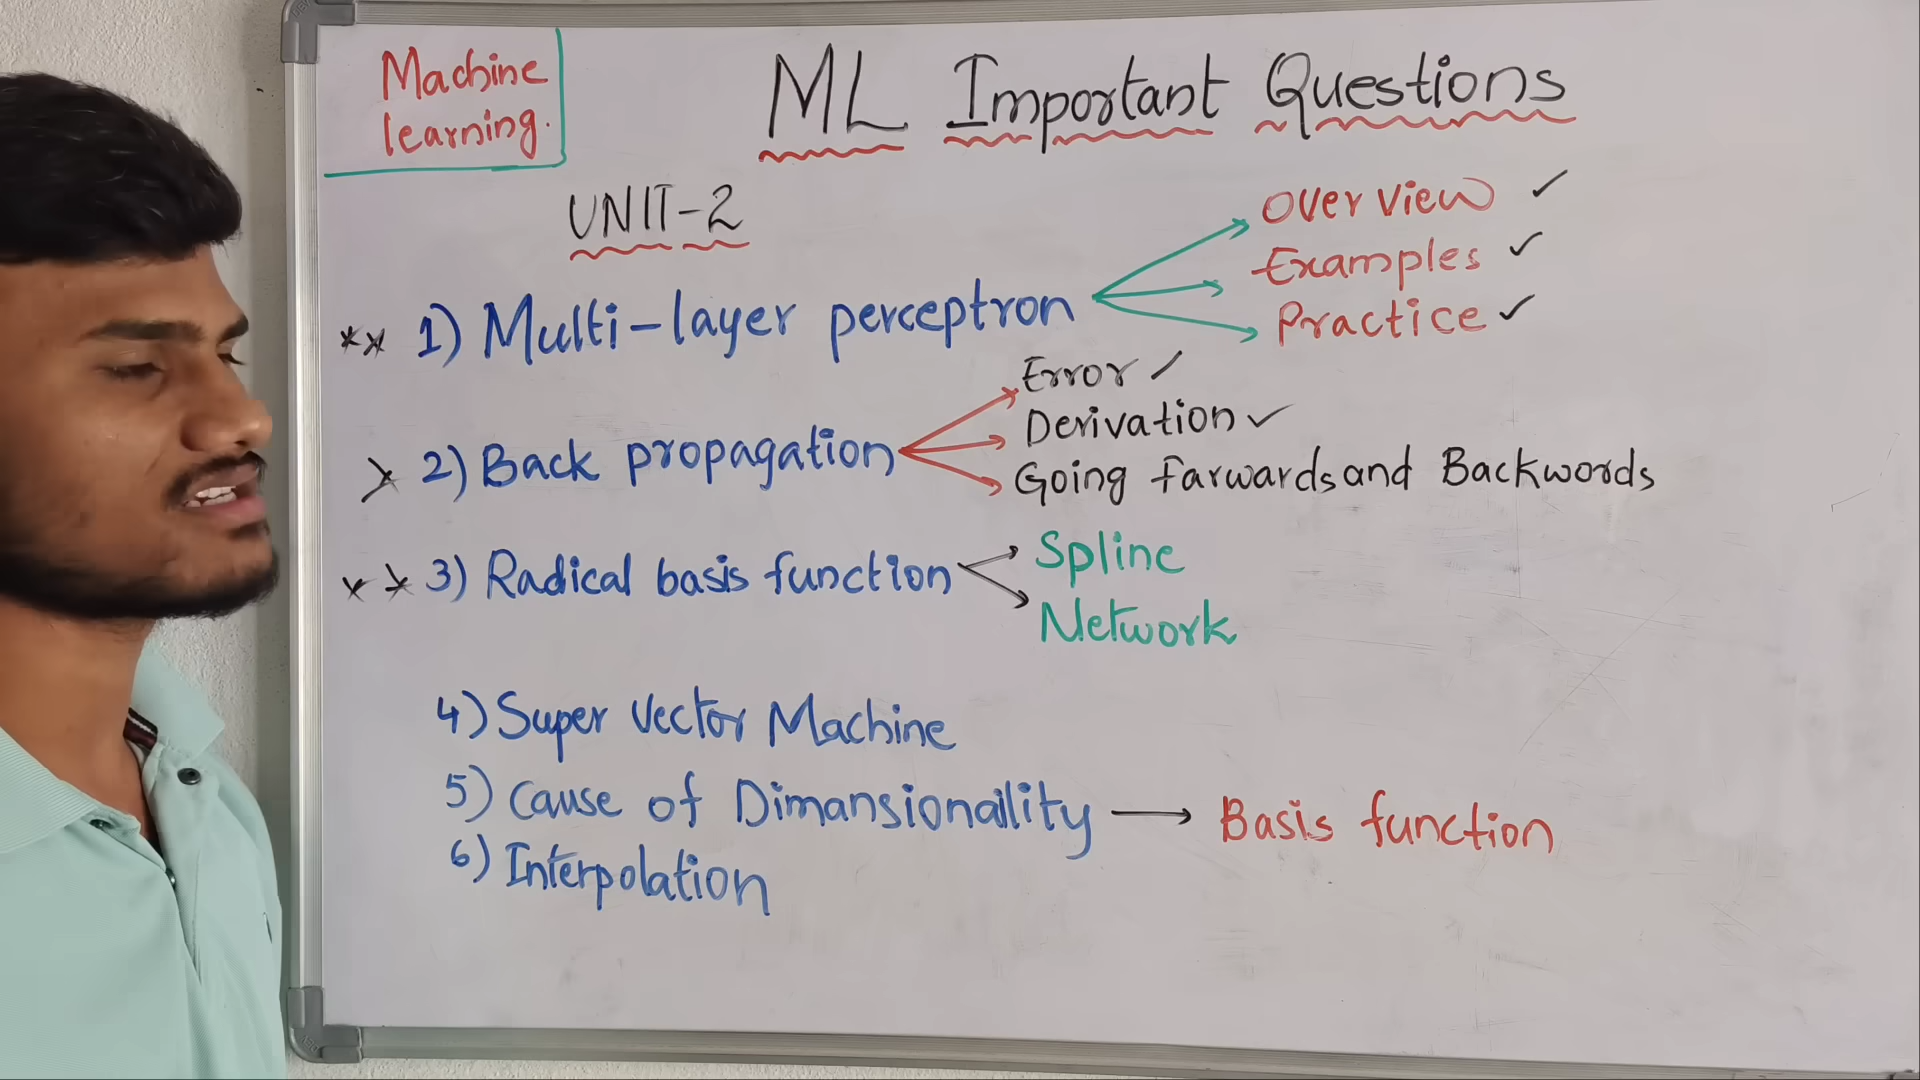 Machine
learning.
ML Important Questions
UNIT-2
1) Multi-layer perceptron
Over view ✓
Examples ✓
Practice ✓
2) Back propagation
Error ✓
Derivation ✓
Going farwards and Backwords
3) Radical basis function
Spline
Network
4) Super Vector Machine
5) Cause of Dimansionaility → Basis function
6) Interpolation